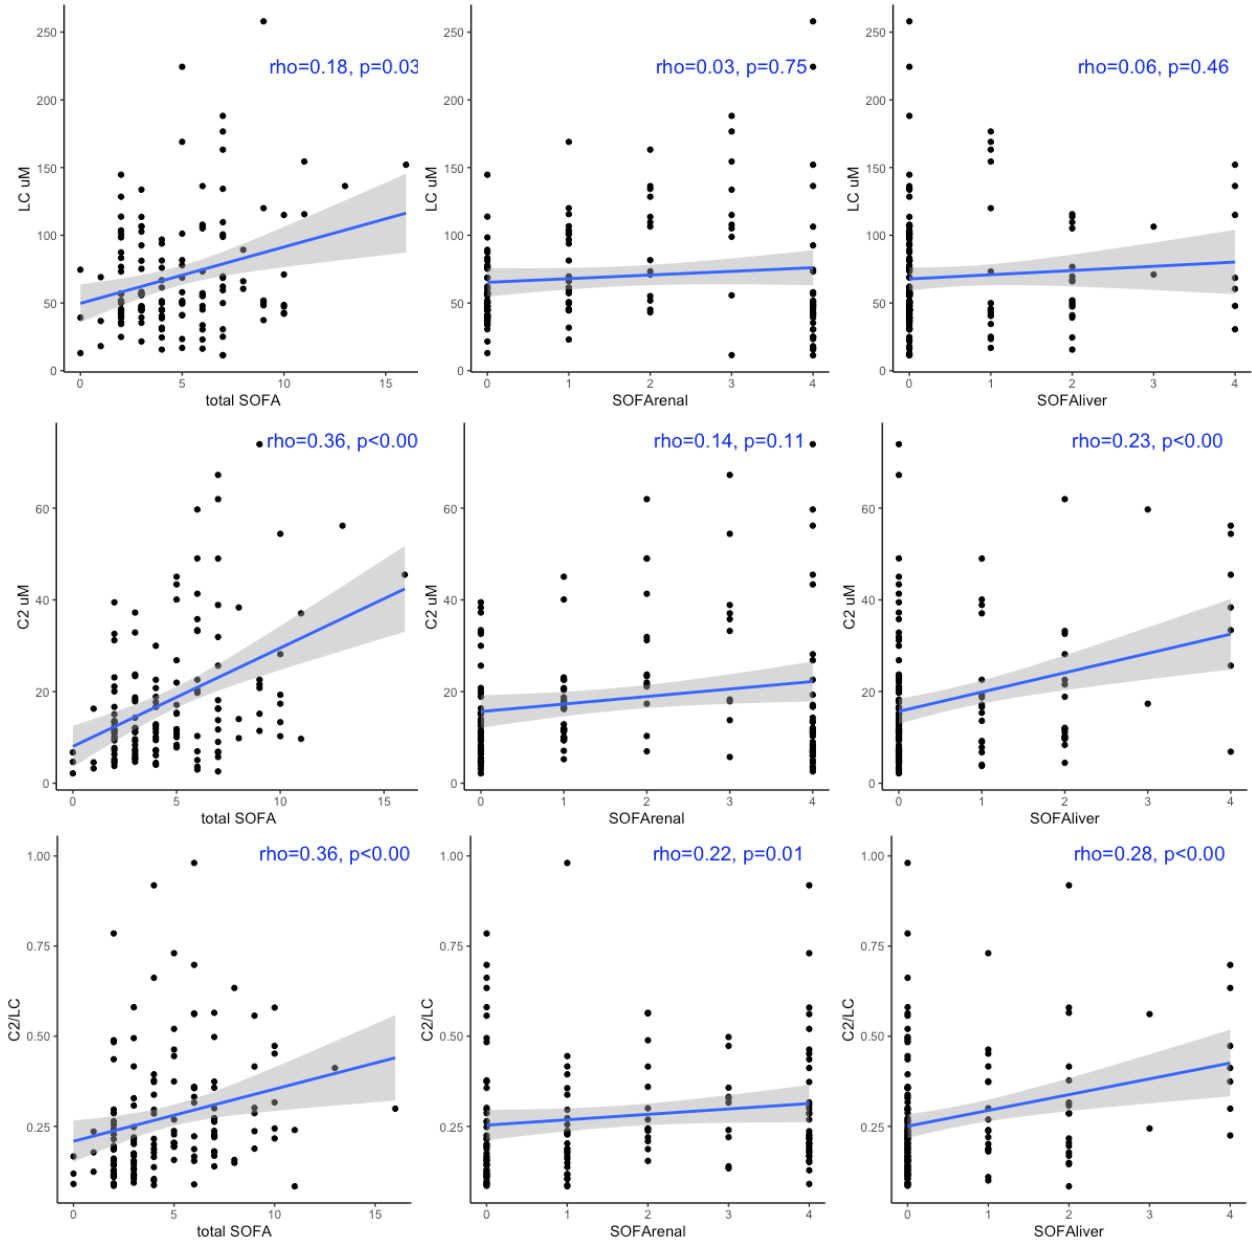 rho=0.18, p=0.03
250
200
150
100
50
0
LC uM
0 5 10 15
total SOFA
rho=0.03, p=0.75
250
200
150
100
50
0
LC uM
0 1 2 3 4
SOFArenal
rho=0.06, p=0.46
250
200
150
100
50
0
LC uM
0 1 2 3 4
SOFAliver
rho=0.36, p<0.00
60
40
20
0
C2 uM
0 5 10 15
total SOFA
rho=0.14, p=0.11
60
40
20
0
C2 uM
0 1 2 3 4
SOFArenal
rho=0.23, p<0.00
60
40
20
0
C2 uM
0 1 2 3 4
SOFAliver
rho=0.36, p<0.00
1.00
0.75
0.50
0.25
C2/LC
0 5 10 15
total SOFA
rho=0.22, p=0.01
1.00
0.75
0.50
0.25
C2/LC
0 1 2 3 4
SOFArenal
rho=0.28, p<0.00
1.00
0.75
0.50
0.25
C2/LC
0 1 2 3 4
SOFAliver